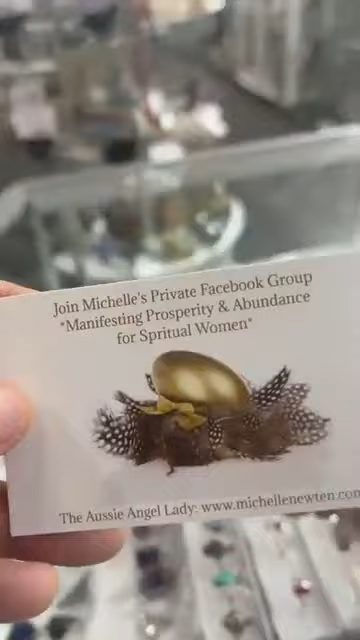 Join Michelle's Private Facebook Group
"Manifesting Prosperity & Abundance
for Spritual Women"
The Aussie Angel Lady: www.michellenewten.com